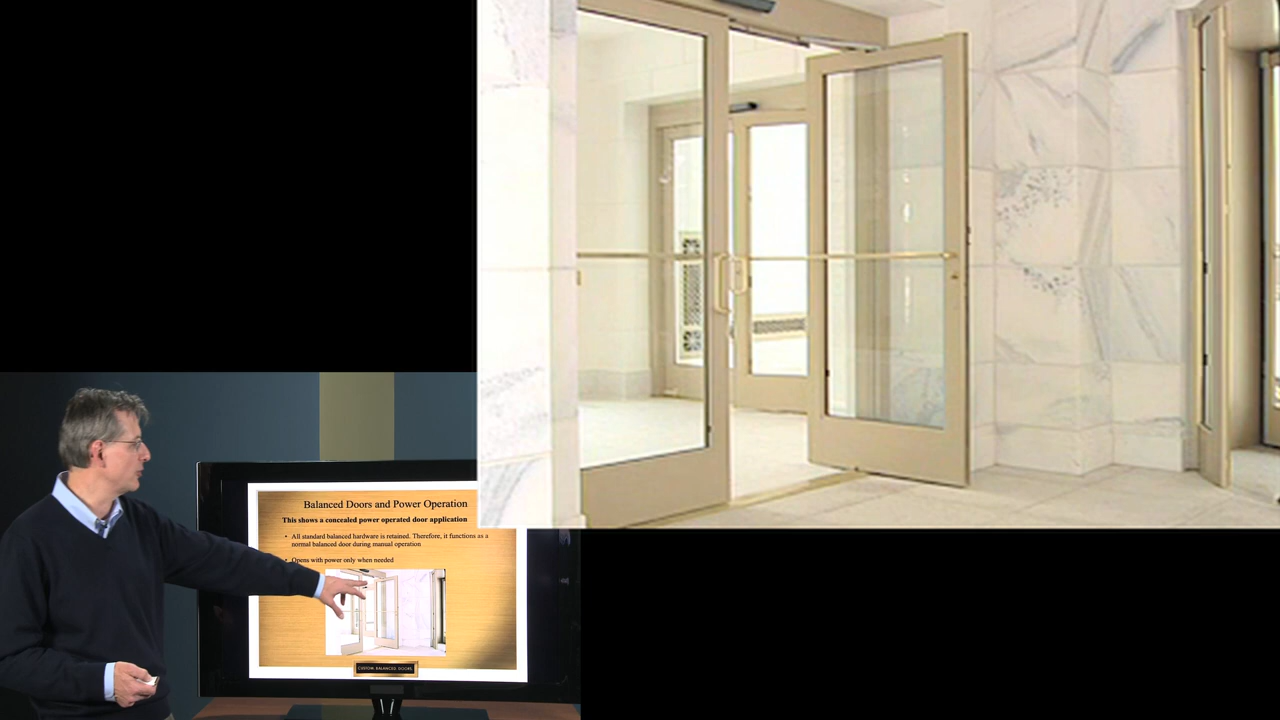 Balanced Doors and Power Operation
This shows a concealed power operated door application
• All standard balanced hardware is retained. Therefore, it functions as a
normal balanced door during manual operation
• Opens with power only when needed
CUSTOM BALANCED DOORS